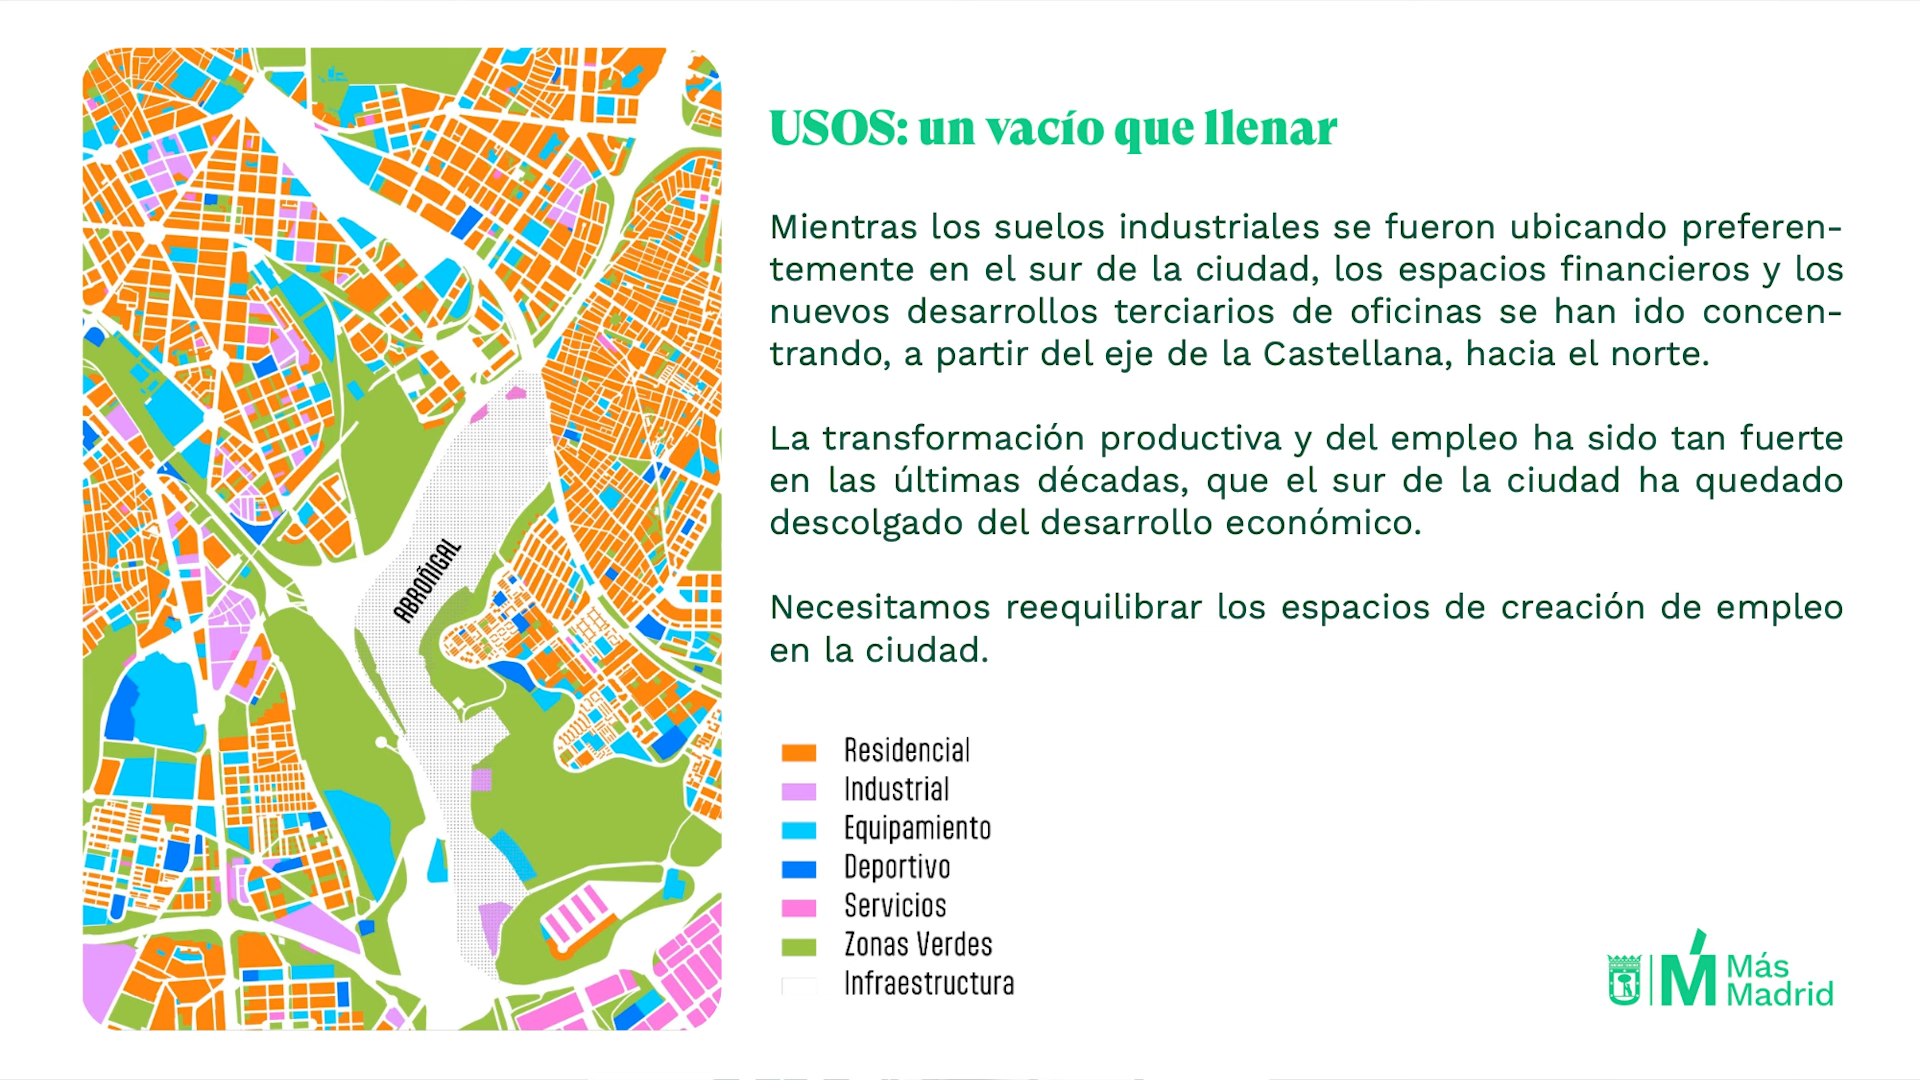 USOS: un vacío que llenar
Mientras los suelos industriales se fueron ubicando preferen-
temente en el sur de la ciudad, los espacios financieros y los
nuevos desarrollos terciarios de oficinas se han ido concen-
trando, a partir del eje de la Castellana, hacia el norte.
La transformación productiva y del empleo ha sido tan fuerte
en las últimas décadas, que el sur de la ciudad ha quedado
descolgado del desarrollo económico.
Necesitamos reequilibrar los espacios de creación de empleo
en la ciudad.
ABROÑIGAL
Residencial
Industrial
Equipamiento
Deportivo
Servicios
Zonas Verdes
Infraestructura
Ḿ Más
Madrid